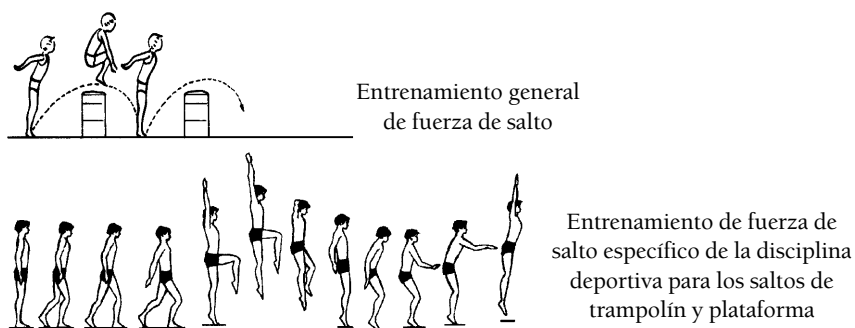 Entrenamiento general
de fuerza de salto
Entrenamiento de fuerza de
salto específico de la disciplina
deportiva para los saltos de
trampolín y plataforma